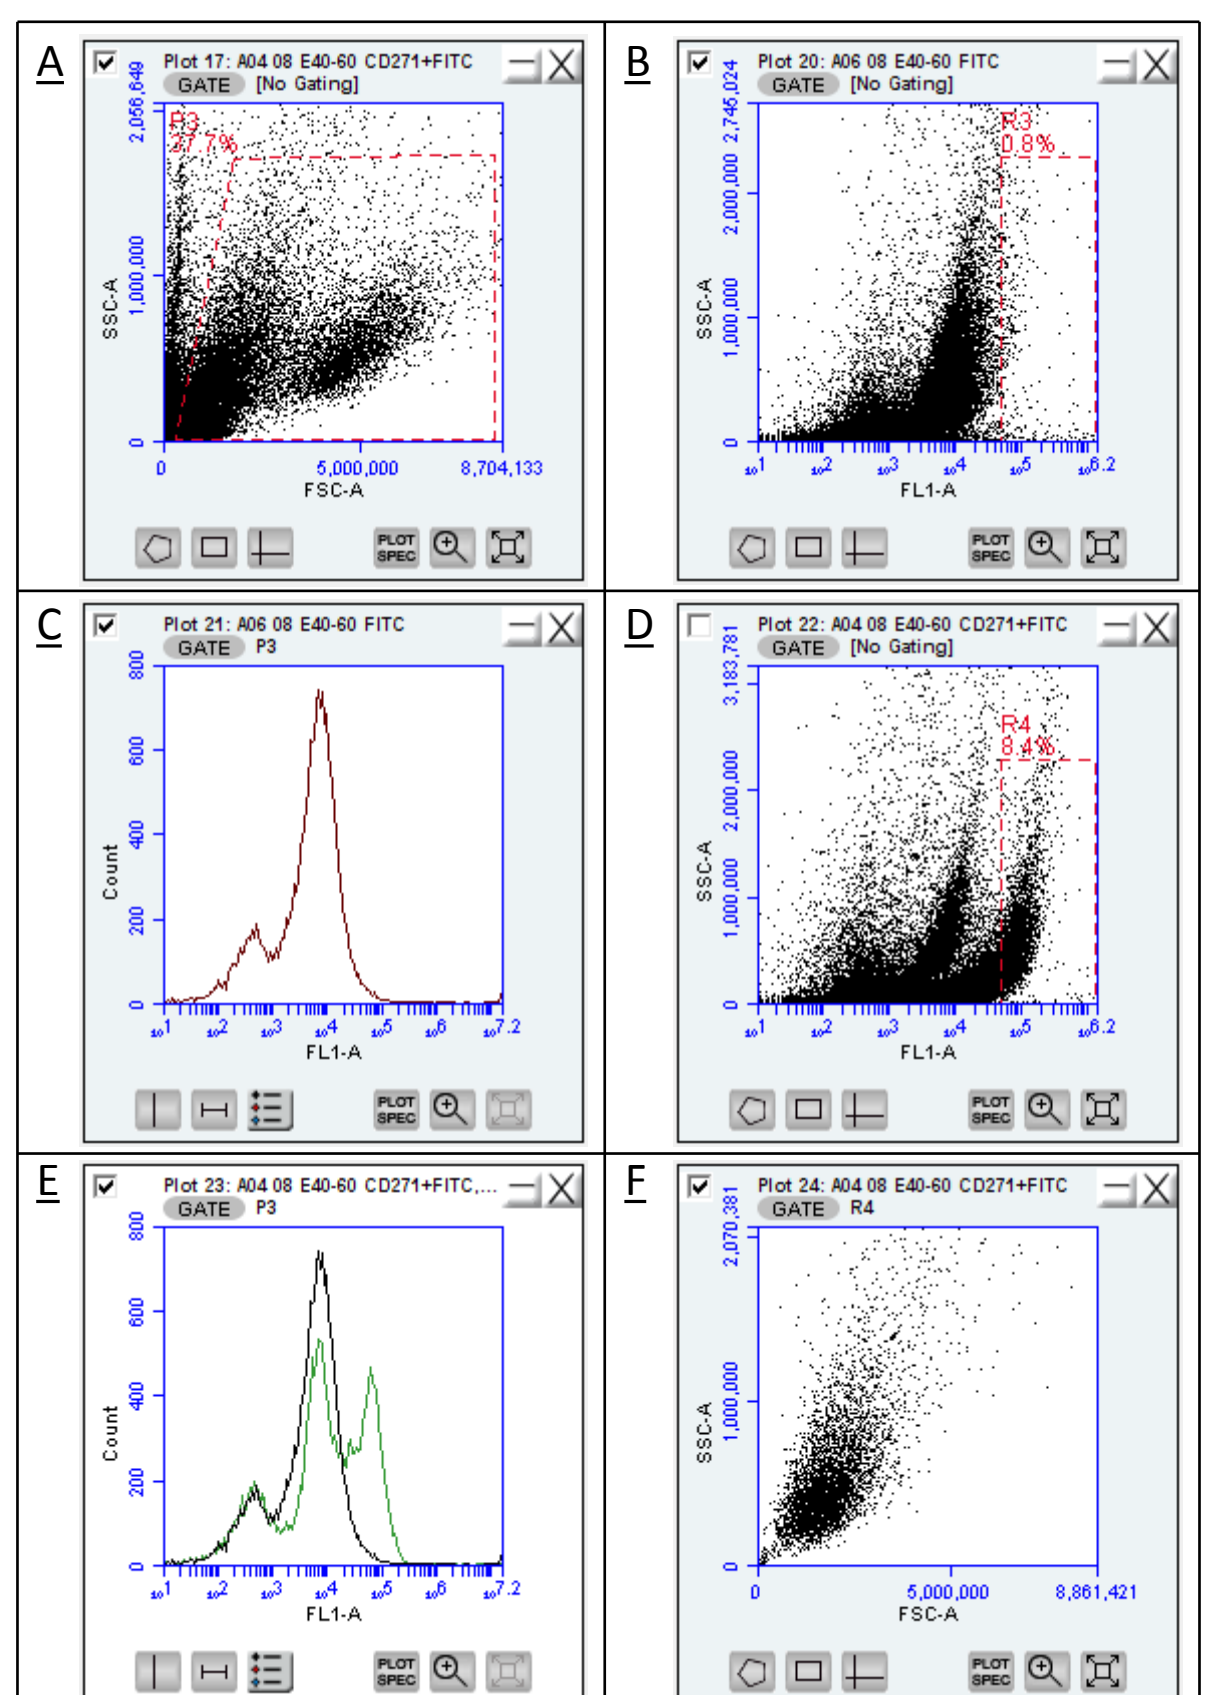 A
Plot 17: A04 08 E40-60 CD271+FITC
GATE [No Gating]
2,056,649
1,000,000
0
SSC-A
P3
37.7%
0 5,000,000 8,704,133
FSC-A
PLOT SPEC
B
Plot 20: A06 08 E40-60 FITC
GATE [No Gating]
2,745,024
2,000,000
1,000,000
0
SSC-A
R3
0.8%
10^1 10^2 10^3 10^4 10^5 10^6.2
FL1-A
PLOT SPEC
C
Plot 21: A06 08 E40-60 FITC
GATE P3
800
600
400
200
0
Count
10^1 10^2 10^3 10^4 10^5 10^6 10^7.2
FL1-A
PLOT SPEC
D
Plot 22: A04 08 E40-60 CD271+FITC
GATE [No Gating]
3,183,781
2,000,000
1,000,000
0
SSC-A
R4
8.4%
10^1 10^2 10^3 10^4 10^5 10^6.2
FL1-A
PLOT SPEC
E
Plot 23: A04 08 E40-60 CD271+FITC,...
GATE P3
800
600
400
200
0
Count
10^1 10^2 10^3 10^4 10^5 10^6 10^7.2
FL1-A
PLOT SPEC
F
Plot 24: A04 08 E40-60 CD271+FITC
GATE R4
2,070,381
1,000,000
0
SSC-A
0 5,000,000 8,861,421
FSC-A
PLOT SPEC